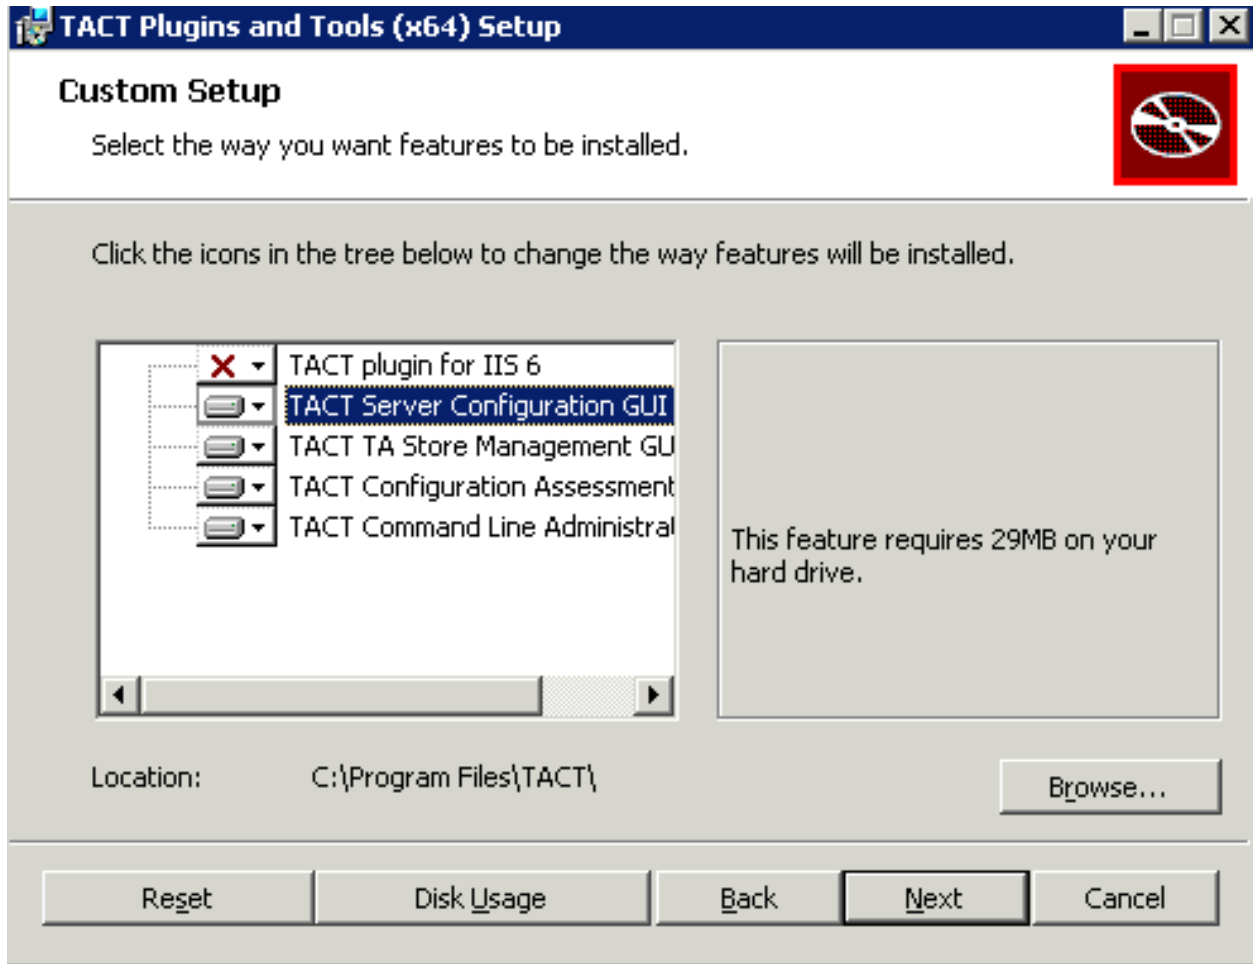 TACT Plugins and Tools (x64) Setup
Custom Setup
Select the way you want features to be installed.
Click the icons in the tree below to change the way features will be installed.
TACT plugin for IIS 6
TACT Server Configuration GUI
TACT TA Store Management GU
TACT Configuration Assessment
TACT Command Line Administra
This feature requires 29MB on your
hard drive.
Location: C:\Program Files\TACT\
Browse...
Reset Disk Usage Back Next Cancel